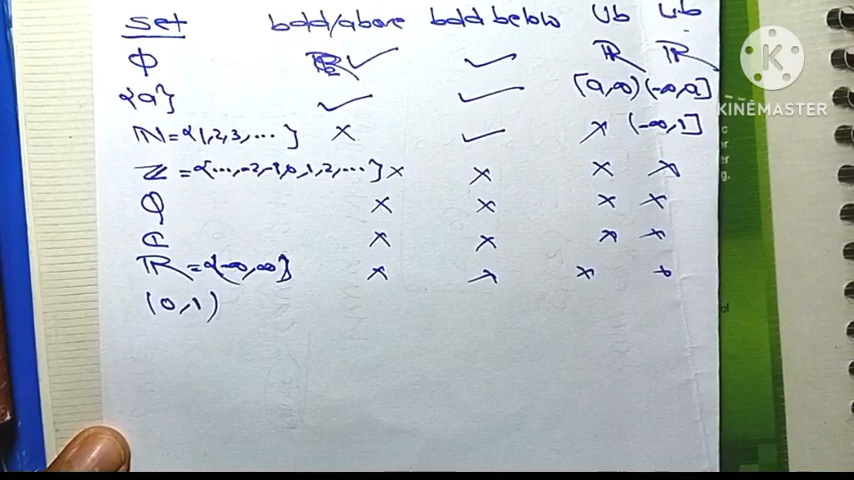 set bdd/above bdd below Ub Lb
ϕ ℝ ✓ ✓ ℝ ℝ
{a} ✓ ✓ [a,∞) (-∞,a]
ℕ={1,2,3,....} × ✓ × (-∞,1]
ℤ={...,-2,-1,0,1,2,....} × × × ×
ℚ × × × ×
× × × ×
ℝ={-∞,∞} × × × ×
(0,1)
KINEMASTER